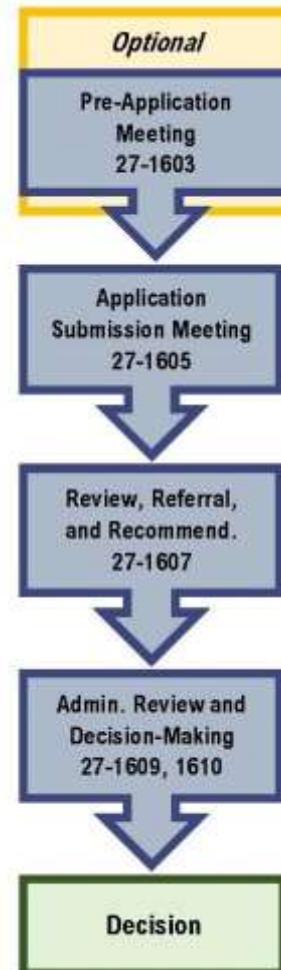 Optional
Pre-Application
Meeting
27-1603
Application
Submission Meeting
27-1605
Review, Referral,
and Recommend.
27-1607
Admin. Review and
Decision-Making
27-1609, 1610
Decision